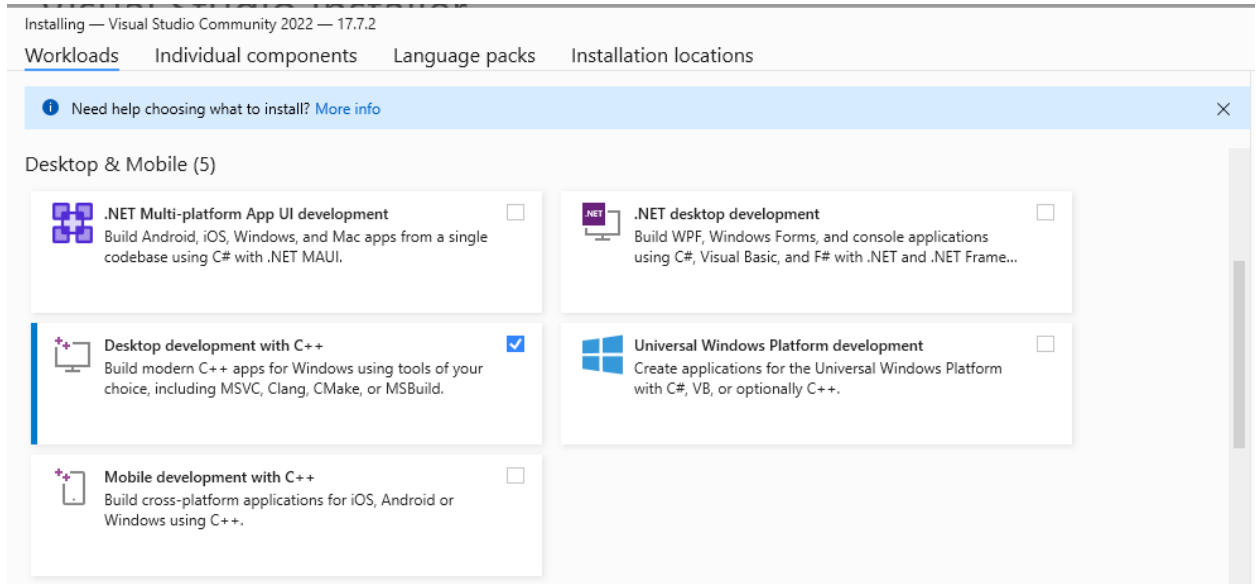 Visual Studio Installer
Installing — Visual Studio Community 2022 — 17.7.2
Workloads Individual components Language packs Installation locations
Need help choosing what to install? More info
Desktop & Mobile (5)
.NET Multi-platform App UI development
Build Android, iOS, Windows, and Mac apps from a single
codebase using C# with .NET MAUI.
.NET
.NET desktop development
Build WPF, Windows Forms, and console applications
using C#, Visual Basic, and F# with .NET and .NET Frame...
Desktop development with C++
Build modern C++ apps for Windows using tools of your
choice, including MSVC, Clang, CMake, or MSBuild.
Universal Windows Platform development
Create applications for the Universal Windows Platform
with C#, VB, or optionally C++.
Mobile development with C++
Build cross-platform applications for iOS, Android or
Windows using C++.